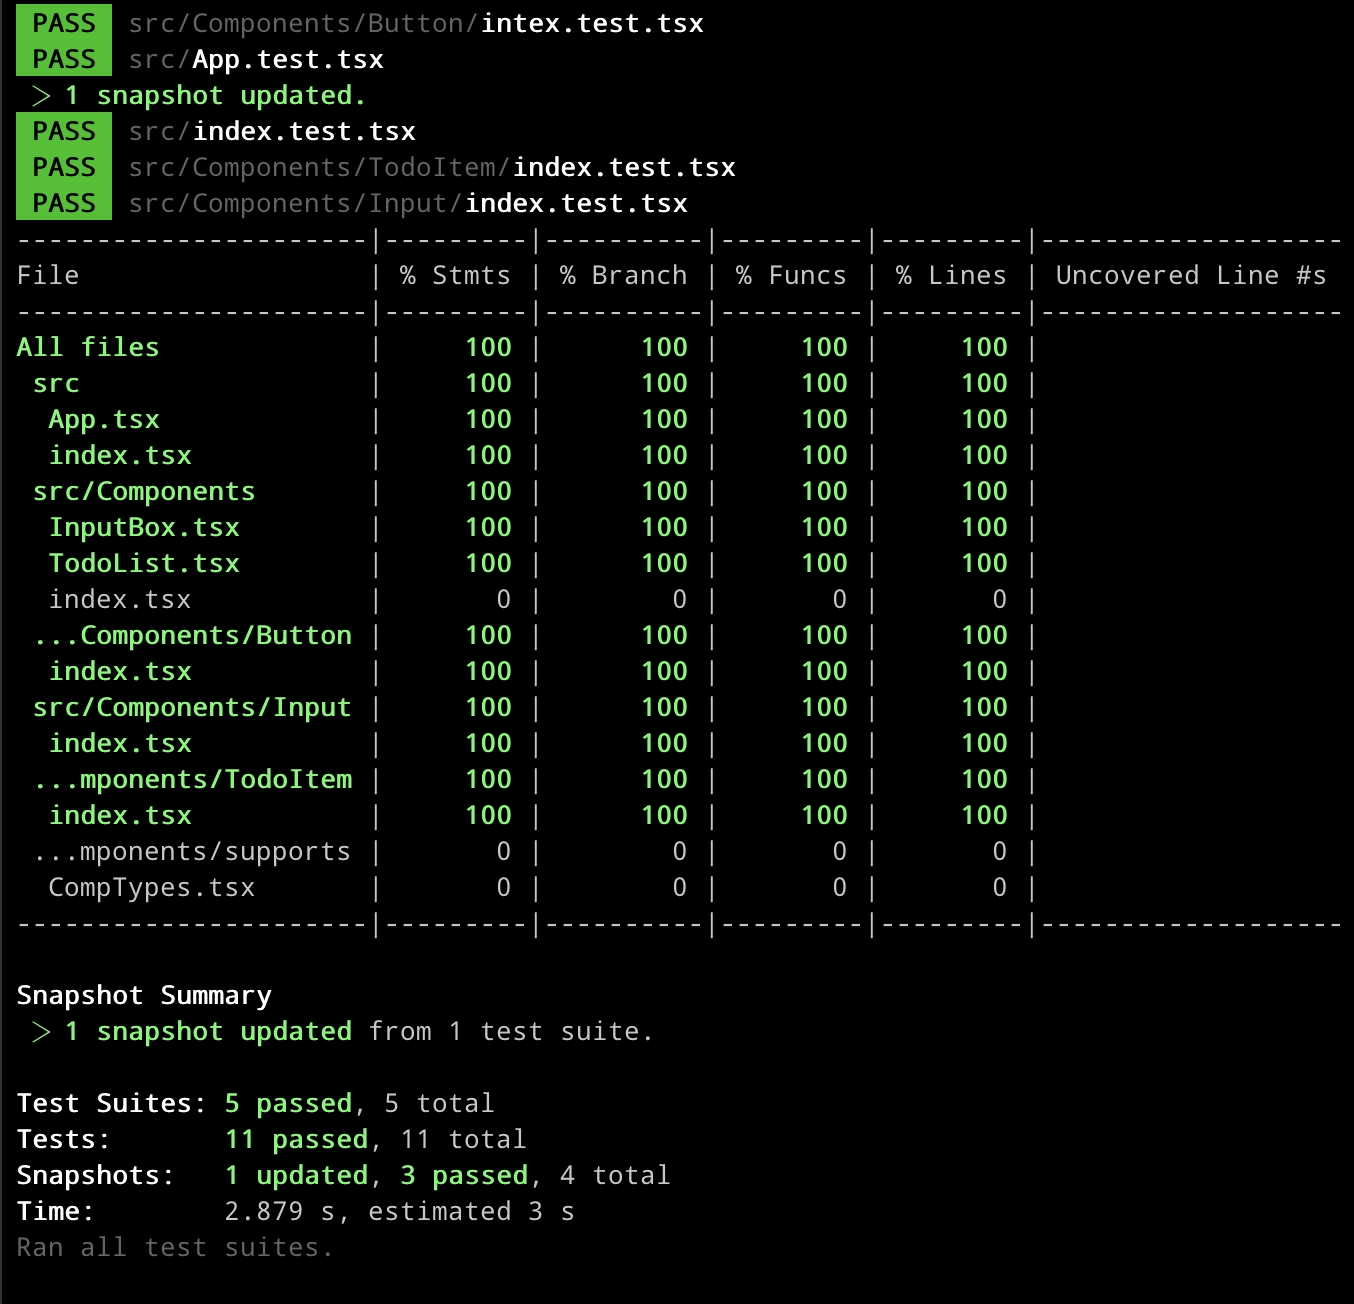 PASS src/Components/Button/intex.test.tsx
PASS src/App.test.tsx
> 1 snapshot updated.
PASS src/index.test.tsx
PASS src/Components/TodoItem/index.test.tsx
PASS src/Components/Input/index.test.tsx
----------------------|---------|----------|---------|---------|-------------------
File                  | % Stmts | % Branch | % Funcs | % Lines | Uncovered Line #s
----------------------|---------|----------|---------|---------|-------------------
All files             |     100 |      100 |     100 |     100 |
 src                  |     100 |      100 |     100 |     100 |
  App.tsx             |     100 |      100 |     100 |     100 |
  index.tsx           |     100 |      100 |     100 |     100 |
 src/Components       |     100 |      100 |     100 |     100 |
  InputBox.tsx        |     100 |      100 |     100 |     100 |
  TodoList.tsx        |     100 |      100 |     100 |     100 |
  index.tsx           |       0 |        0 |       0 |       0 |
 ...Components/Button |     100 |      100 |     100 |     100 |
  index.tsx           |     100 |      100 |     100 |     100 |
 src/Components/Input |     100 |      100 |     100 |     100 |
  index.tsx           |     100 |      100 |     100 |     100 |
 ...mponents/TodoItem |     100 |      100 |     100 |     100 |
  index.tsx           |     100 |      100 |     100 |     100 |
 ...mponents/supports |       0 |        0 |       0 |       0 |
  CompTypes.tsx       |       0 |        0 |       0 |       0 |
----------------------|---------|----------|---------|---------|-------------------
Snapshot Summary
 > 1 snapshot updated from 1 test suite.
Test Suites: 5 passed, 5 total
Tests:       11 passed, 11 total
Snapshots:   1 updated, 3 passed, 4 total
Time:        2.879 s, estimated 3 s
Ran all test suites.